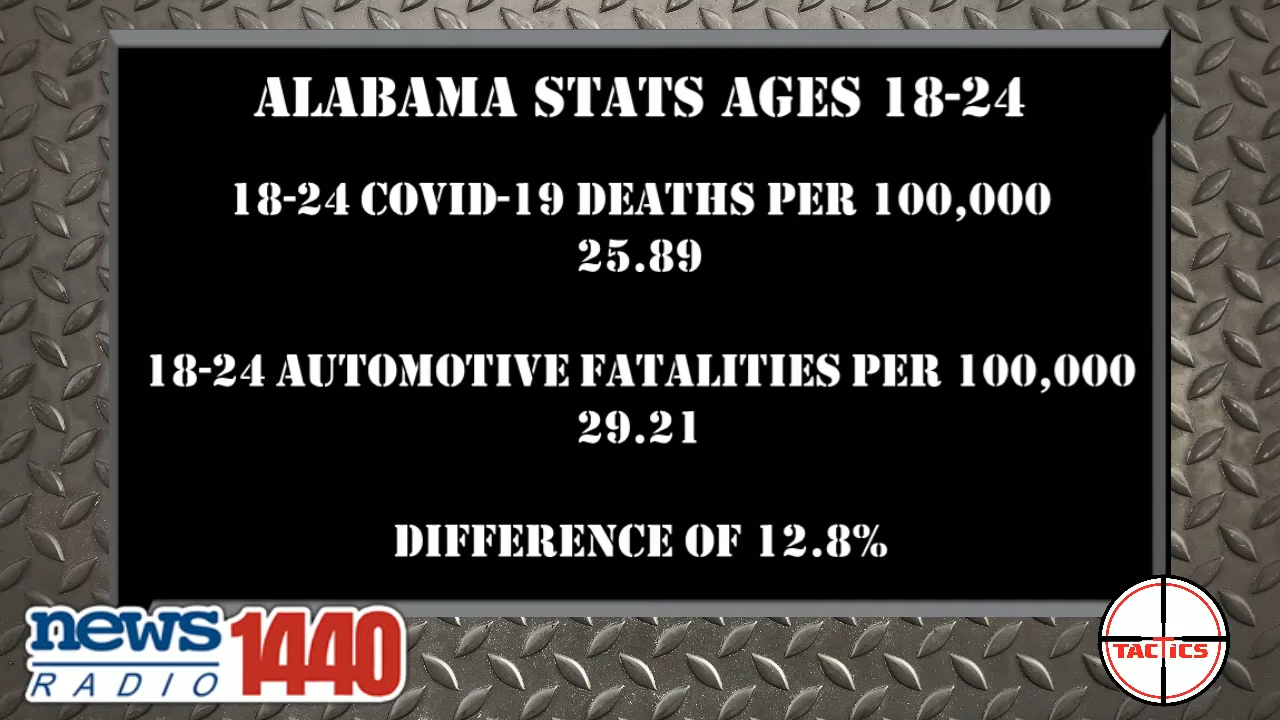 ALABAMA STATS AGES 18-24
18-24 COVID-19 DEATHS PER 100,000
25.89
18-24 AUTOMOTIVE FATALITIES PER 100,000
29.21
DIFFERENCE OF 12.8%
news 1440
RADIO
TACTICS